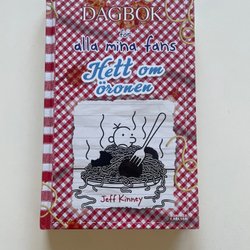 DAGBOK
för
alla mina fans
Hett om
öronen
Jeff Kinney